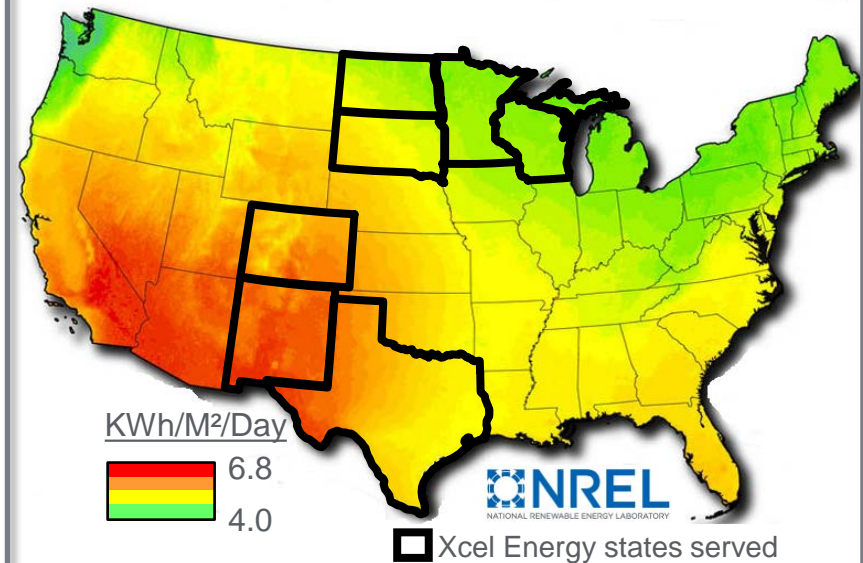 KWh/M²/Day
6.8
4.0
NREL
NATIONAL RENEWABLE ENERGY LABORATORY
Xcel Energy states served